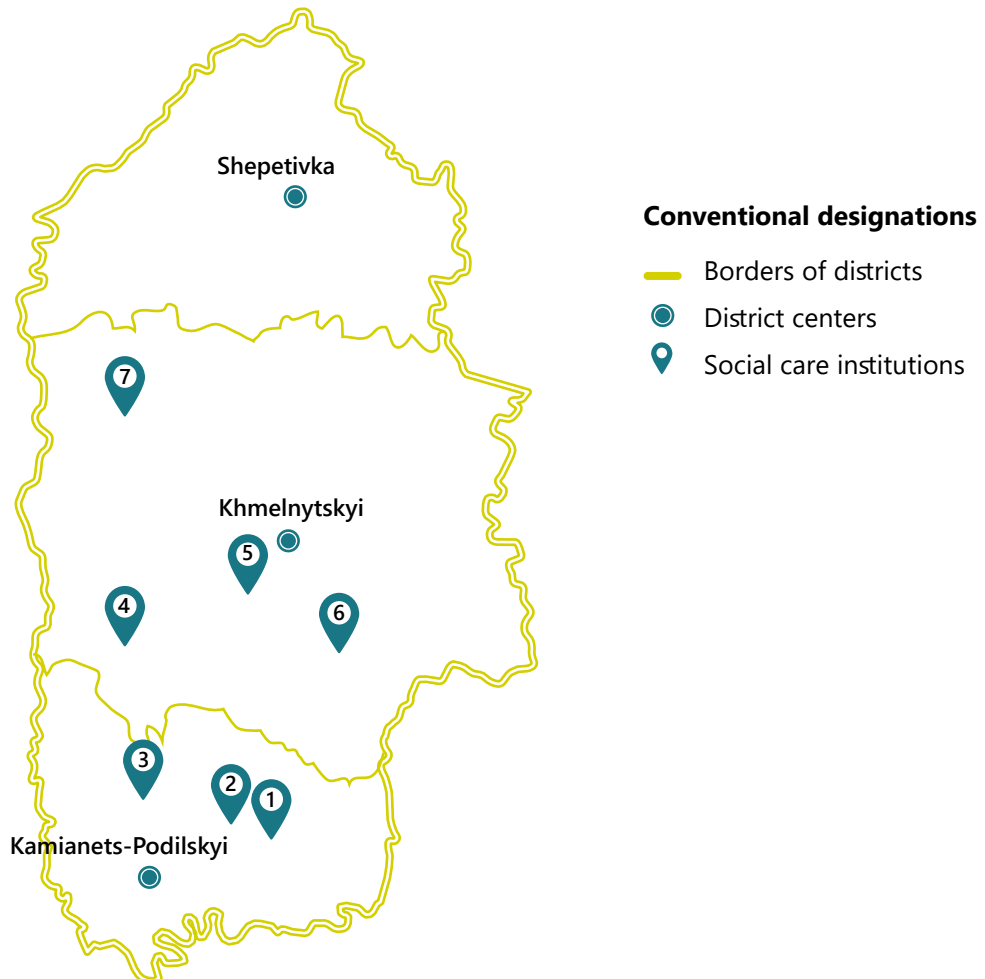 Shepetivka
Conventional designations
Borders of districts
District centers
Social care institutions
7
Khmelnytskyi
5
4
6
3
2
1
Kamianets-Podilskyi